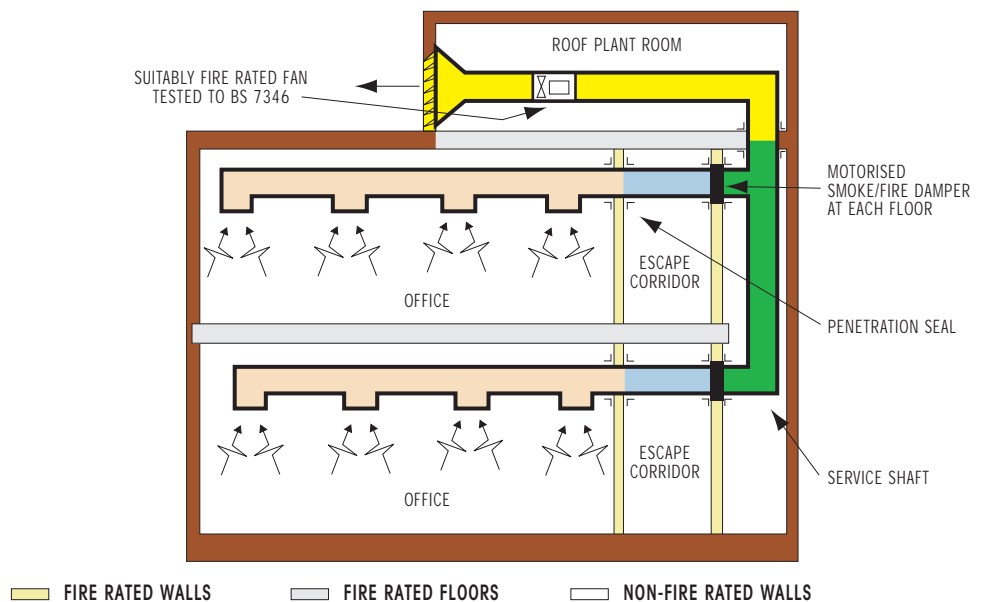 ROOF PLANT ROOM
SUITABLY FIRE RATED FAN
TESTED TO BS 7346
MOTORISED
SMOKE/FIRE DAMPER
AT EACH FLOOR
ESCAPE
CORRIDOR
OFFICE
PENETRATION SEAL
ESCAPE
CORRIDOR
SERVICE SHAFT
OFFICE
FIRE RATED WALLS
FIRE RATED FLOORS
NON-FIRE RATED WALLS